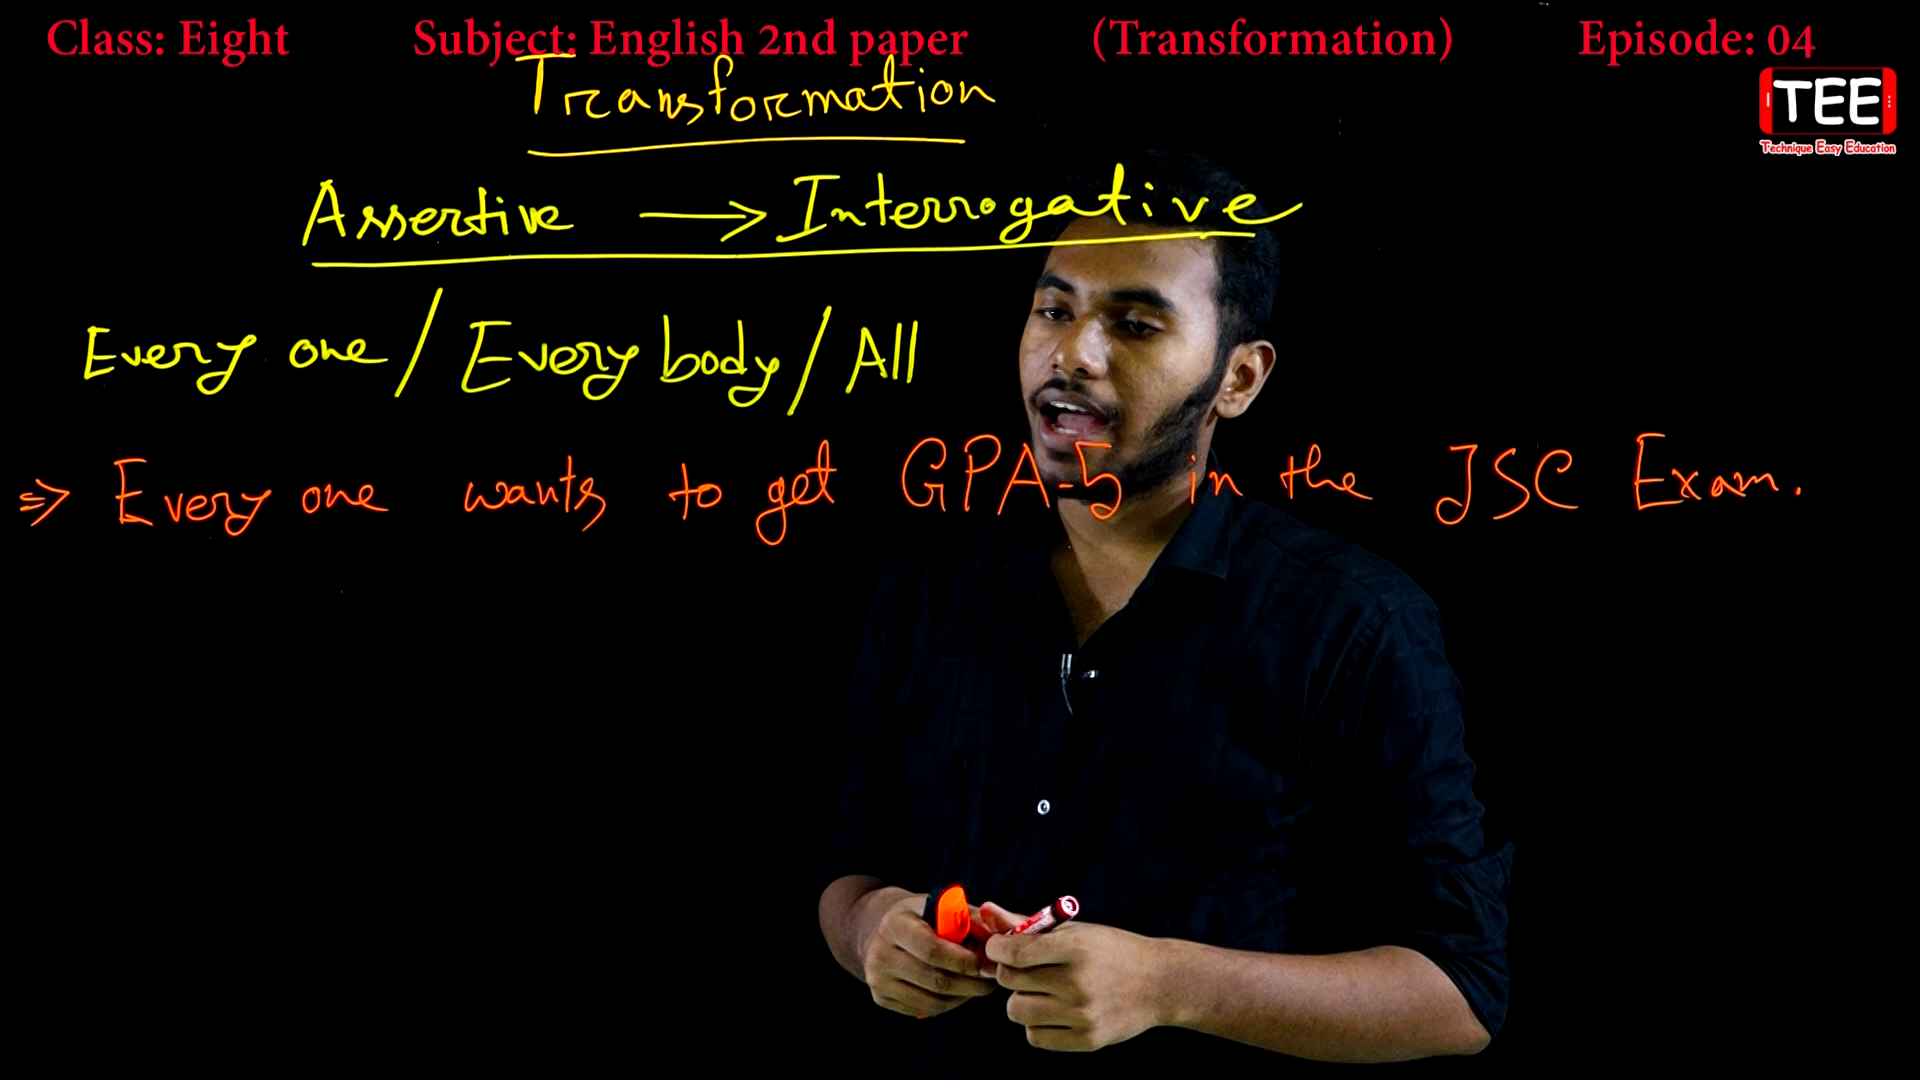 Class: Eight Subject: English 2nd paper (Transformation) Episode: 04
TEE
Technique Easy Education
Transformation
Assertive → Interrogative
Every one / Every body / All
⇒ Every one wants to get GPA-5 in the JSC Exam.